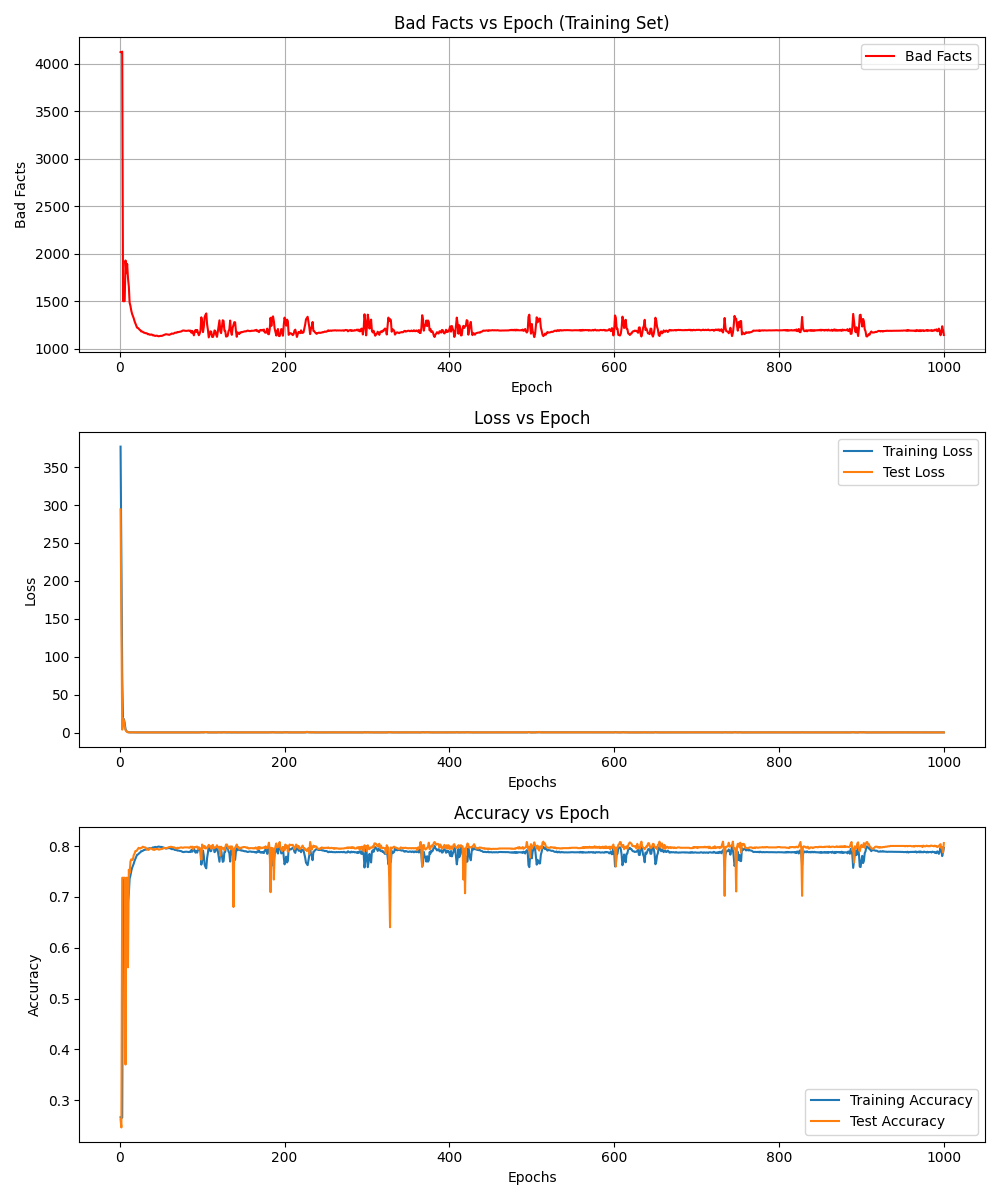 Bad Facts vs Epoch (Training Set)
Bad Facts
4000
3500
3000
2500
2000
1500
1000
Bad Facts
0 200 400 600 800 1000
Epoch
Loss vs Epoch
Training Loss
Test Loss
350
300
250
200
150
100
50
0
Loss
0 200 400 600 800 1000
Epochs
Accuracy vs Epoch
0.8
0.7
0.6
0.5
0.4
0.3
Accuracy
Training Accuracy
Test Accuracy
0 200 400 600 800 1000
Epochs